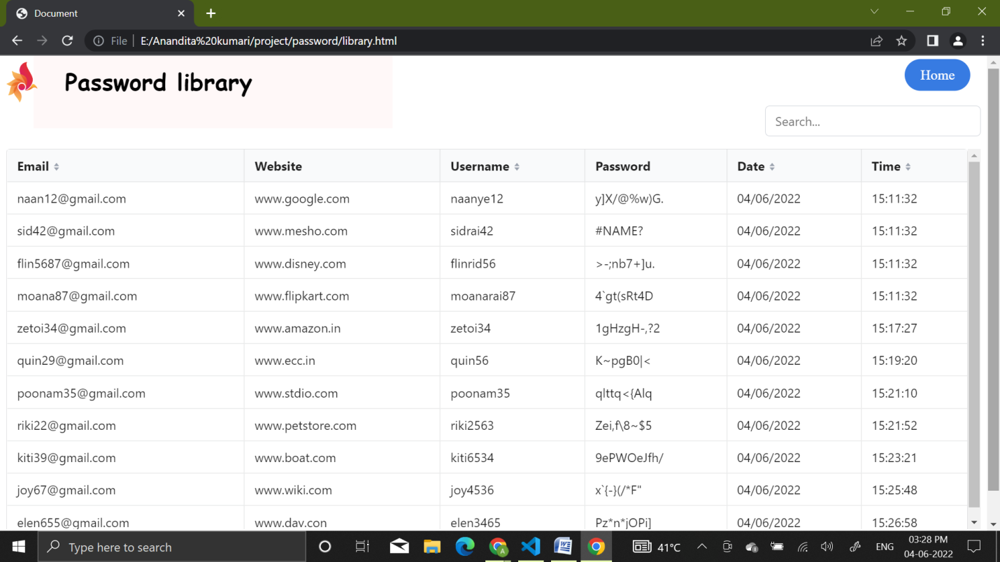 Document
File E:/Anandita%20kumari/project/password/library.html
Password library
Home
Search...
Email Website Username Password Date Time
naan12@gmail.com www.google.com naanye12 y]X/@%w)G. 04/06/2022 15:11:32
sid42@gmail.com www.mesho.com sidrai42 #NAME? 04/06/2022 15:11:32
flin5687@gmail.com www.disney.com flinrid56 >-;nb7+]u. 04/06/2022 15:11:32
moana87@gmail.com www.flipkart.com moanarai87 4`gt(sRt4D 04/06/2022 15:11:32
zetoi34@gmail.com www.amazon.in zetoi34 1gHzgH-,?2 04/06/2022 15:17:27
quin29@gmail.com www.ecc.in quin56 K~pgB0|< 04/06/2022 15:19:20
poonam35@gmail.com www.stdio.com poonam35 qlttq<{Alq 04/06/2022 15:21:10
riki22@gmail.com www.petstore.com riki2563 Zei,f\8~$5 04/06/2022 15:21:52
kiti39@gmail.com www.boat.com kiti6534 9ePWOeJfh/ 04/06/2022 15:23:21
joy67@gmail.com www.wiki.com joy4536 x`{-}(/*F" 04/06/2022 15:25:48
elen655@gmail.com www.dav.con elen3465 Pz*n*jOPi] 04/06/2022 15:26:58
Type here to search
41°C
ENG
03:28 PM
04-06-2022